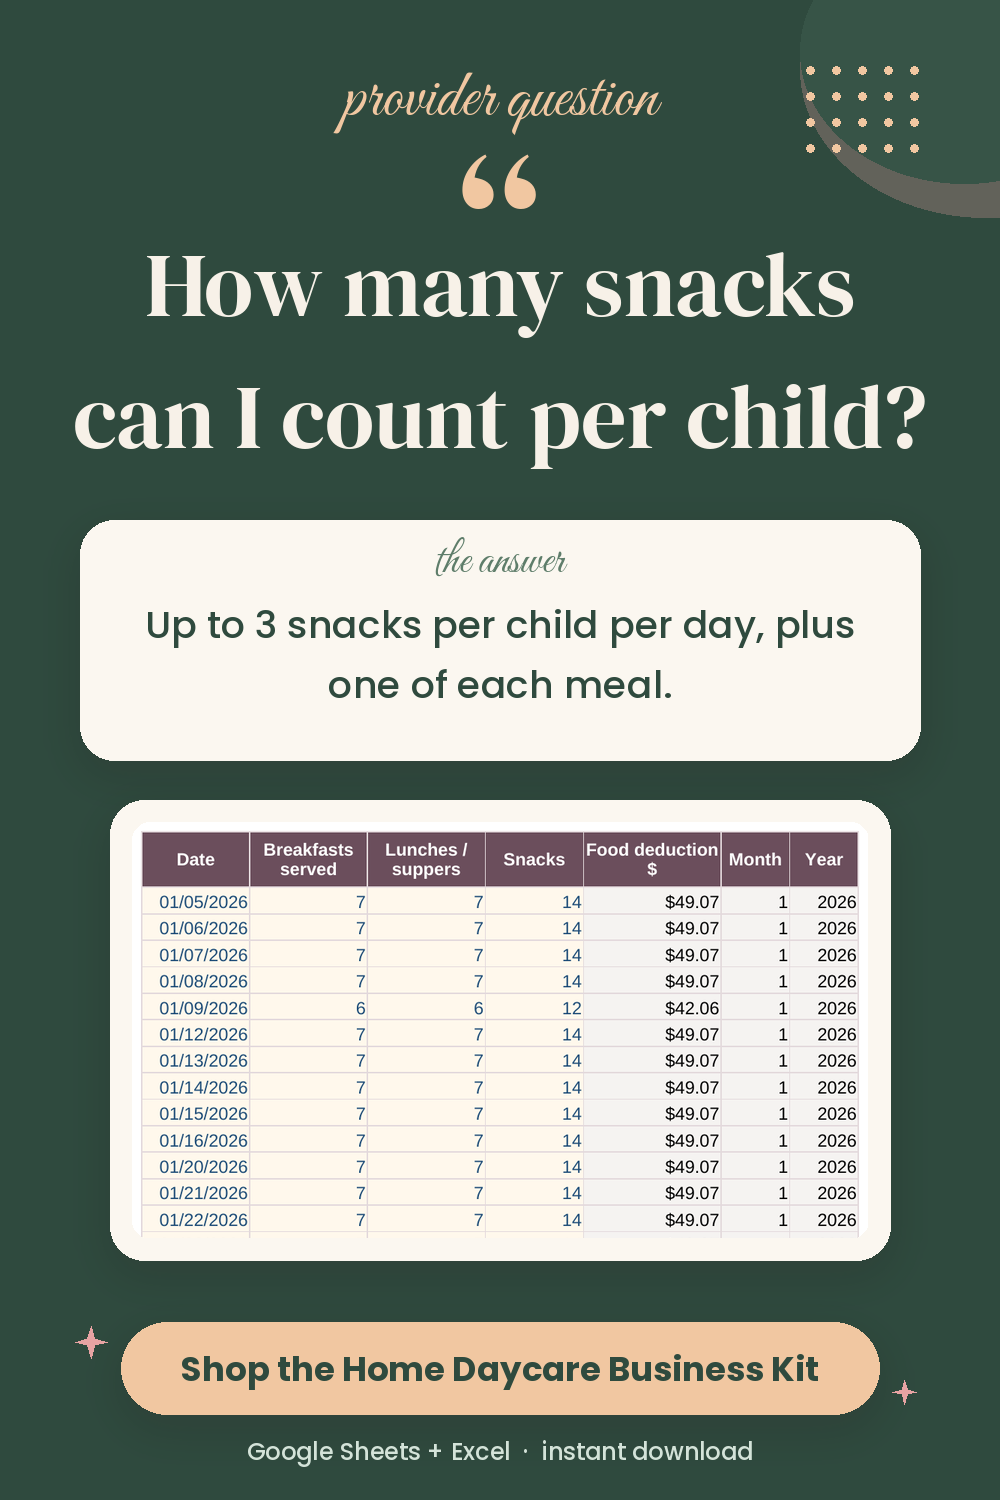 provider question
“
How many snacks
can I count per child?
the answer
Up to 3 snacks per child per day, plus
one of each meal.
Date Breakfasts served Lunches / suppers Snacks Food deduction $ Month Year
01/05/2026 7 7 14 $49.07 1 2026
01/06/2026 7 7 14 $49.07 1 2026
01/07/2026 7 7 14 $49.07 1 2026
01/08/2026 7 7 14 $49.07 1 2026
01/09/2026 6 6 12 $42.06 1 2026
01/12/2026 7 7 14 $49.07 1 2026
01/13/2026 7 7 14 $49.07 1 2026
01/14/2026 7 7 14 $49.07 1 2026
01/15/2026 7 7 14 $49.07 1 2026
01/16/2026 7 7 14 $49.07 1 2026
01/20/2026 7 7 14 $49.07 1 2026
01/21/2026 7 7 14 $49.07 1 2026
01/22/2026 7 7 14 $49.07 1 2026
Shop the Home Daycare Business Kit
Google Sheets + Excel · instant download